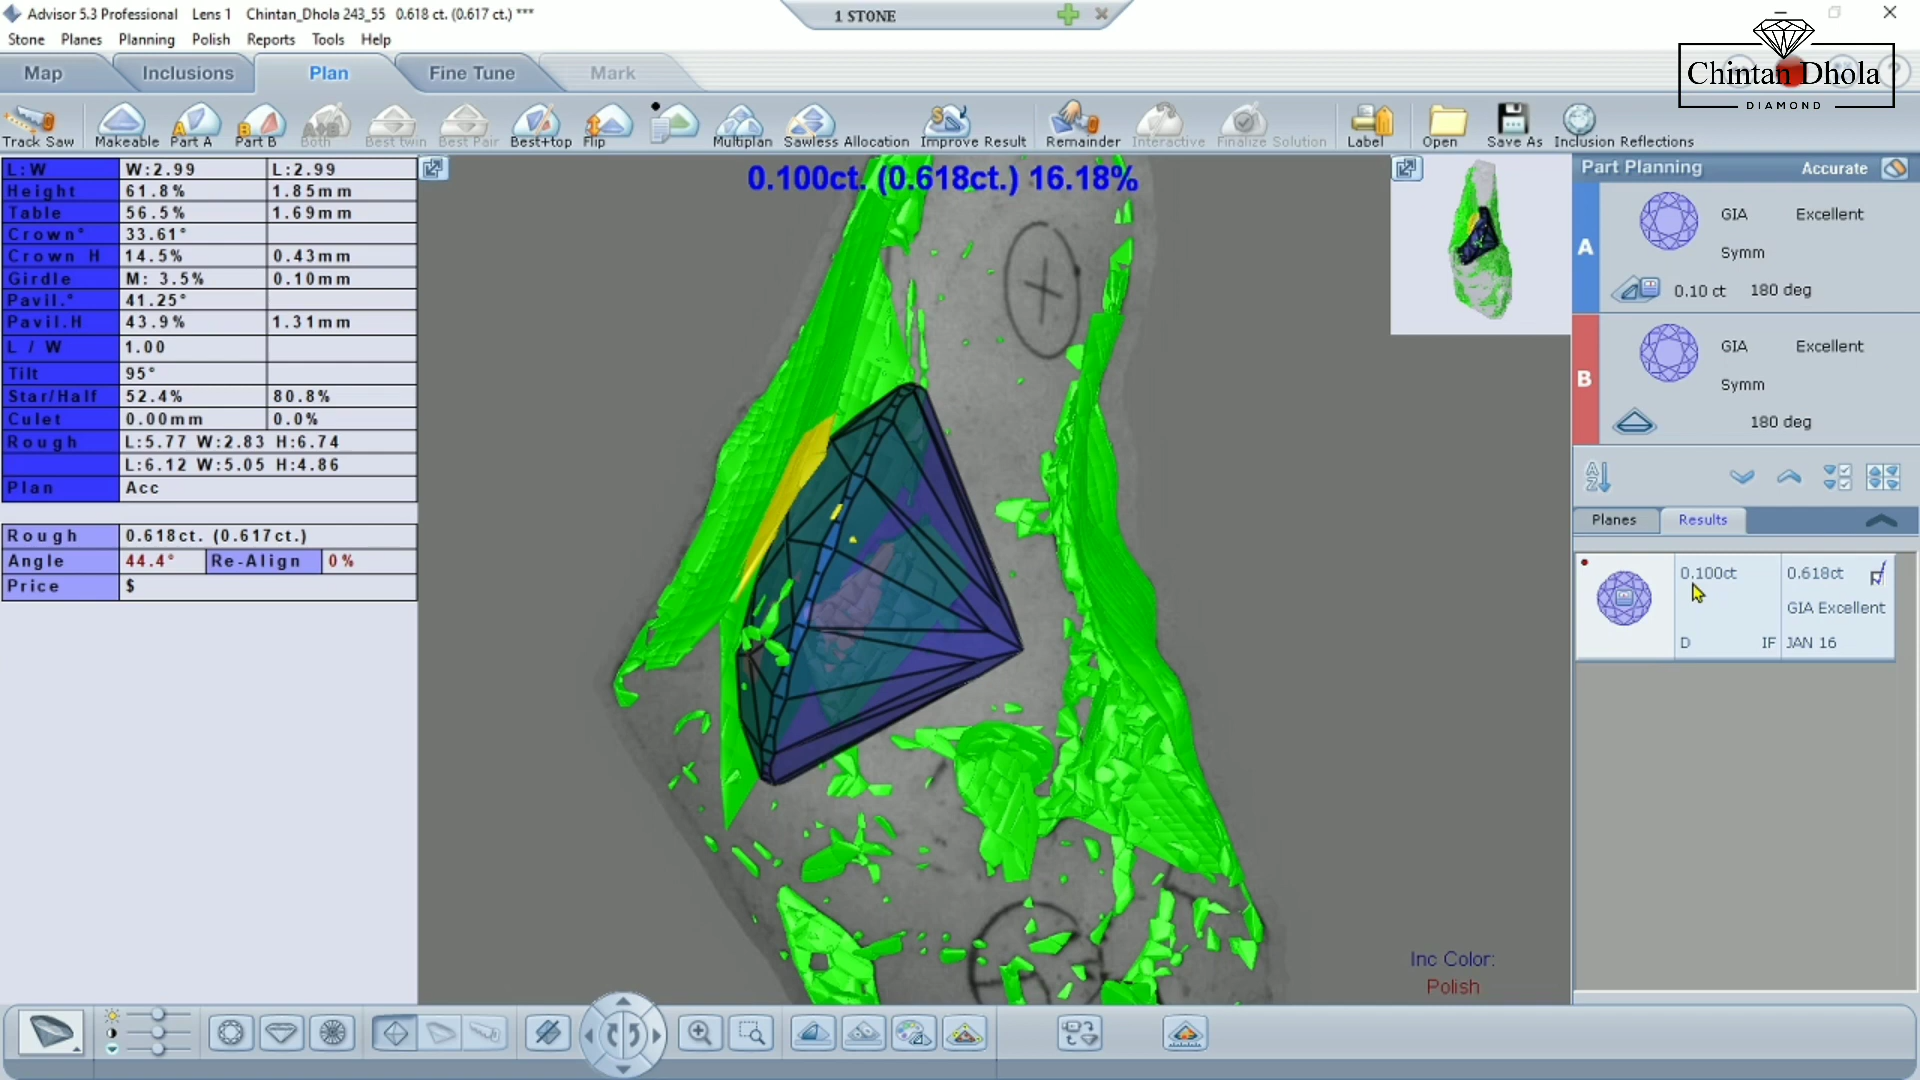 Advisor 5.3 Professional Lens 1 Chintan_Dhola 243_55 0.618 ct. (0.617 ct.) ***
1 STONE
Stone Planes Planning Polish Reports Tools Help
Chintan Dhola
DIAMOND
Map Inclusions Plan Fine Tune Mark
Track Saw Makeable Part A Part B Both Best twin Best Pair Best+top Flip Multiplan Sawless Allocation Improve Result Remainder Interactive Finalize Solution Label Open Save As Inclusion Reflections
L:W W:2.99 L:2.99
Height 61.8% 1.85mm
Table 56.5% 1.69mm
Crown° 33.61°
Crown H 14.5% 0.43mm
Girdle M: 3.5% 0.10mm
Pavil.° 41.25°
Pavil.H 43.9% 1.31mm
L / W 1.00
Tilt 95°
Star/Half 52.4% 80.8%
Culet 0.00mm 0.0%
Rough L:5.77 W:2.83 H:6.74
L:6.12 W:5.05 H:4.86
Plan Acc
Rough 0.618ct. (0.617ct.)
Angle 44.4° Re-Align 0%
Price $
0.100ct. (0.618ct.) 16.18%
Inc Color:
Polish
Part Planning Accurate
A GIA Excellent
Symm
0.10 ct 180 deg
B GIA Excellent
Symm
180 deg
Planes Results
0.100ct 0.618ct
GIA Excellent
D IF JAN 16